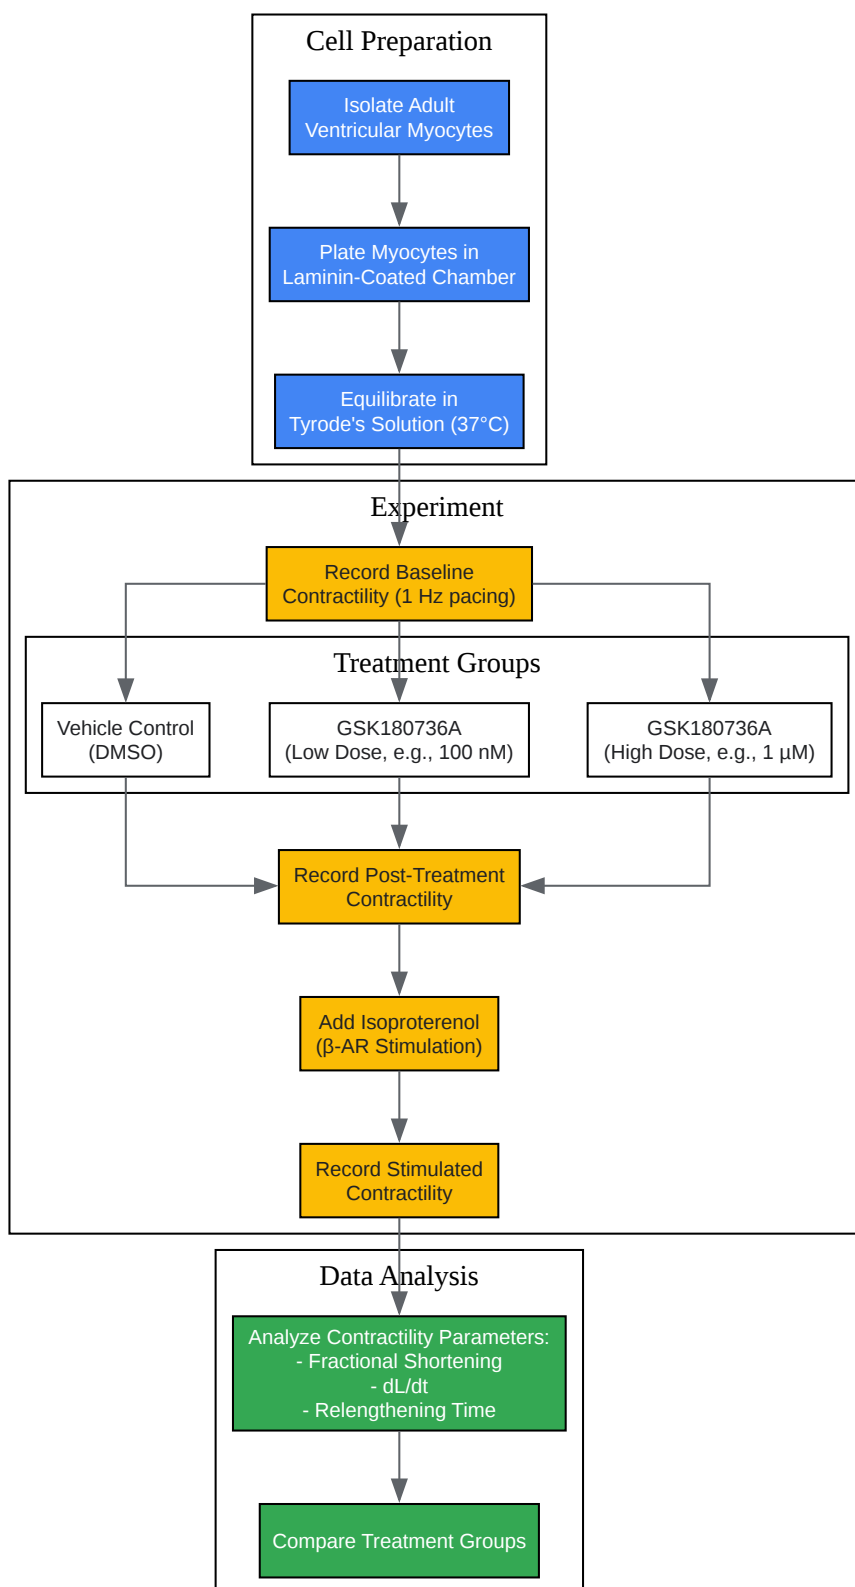 Cell Preparation
Isolate Adult
Ventricular Myocytes
Plate Myocytes in
Laminin-Coated Chamber
Equilibrate in
Tyrode's Solution (37°C)
Experiment
Record Baseline
Contractility (1 Hz pacing)
Treatment Groups
Vehicle Control
(DMSO)
GSK180736A
(Low Dose, e.g., 100 nM)
GSK180736A
(High Dose, e.g., 1 µM)
Record Post-Treatment
Contractility
Add Isoproterenol
(β-AR Stimulation)
Record Stimulated
Contractility
Data Analysis
Analyze Contractility Parameters:
- Fractional Shortening
- dL/dt
- Relengthening Time
Compare Treatment Groups